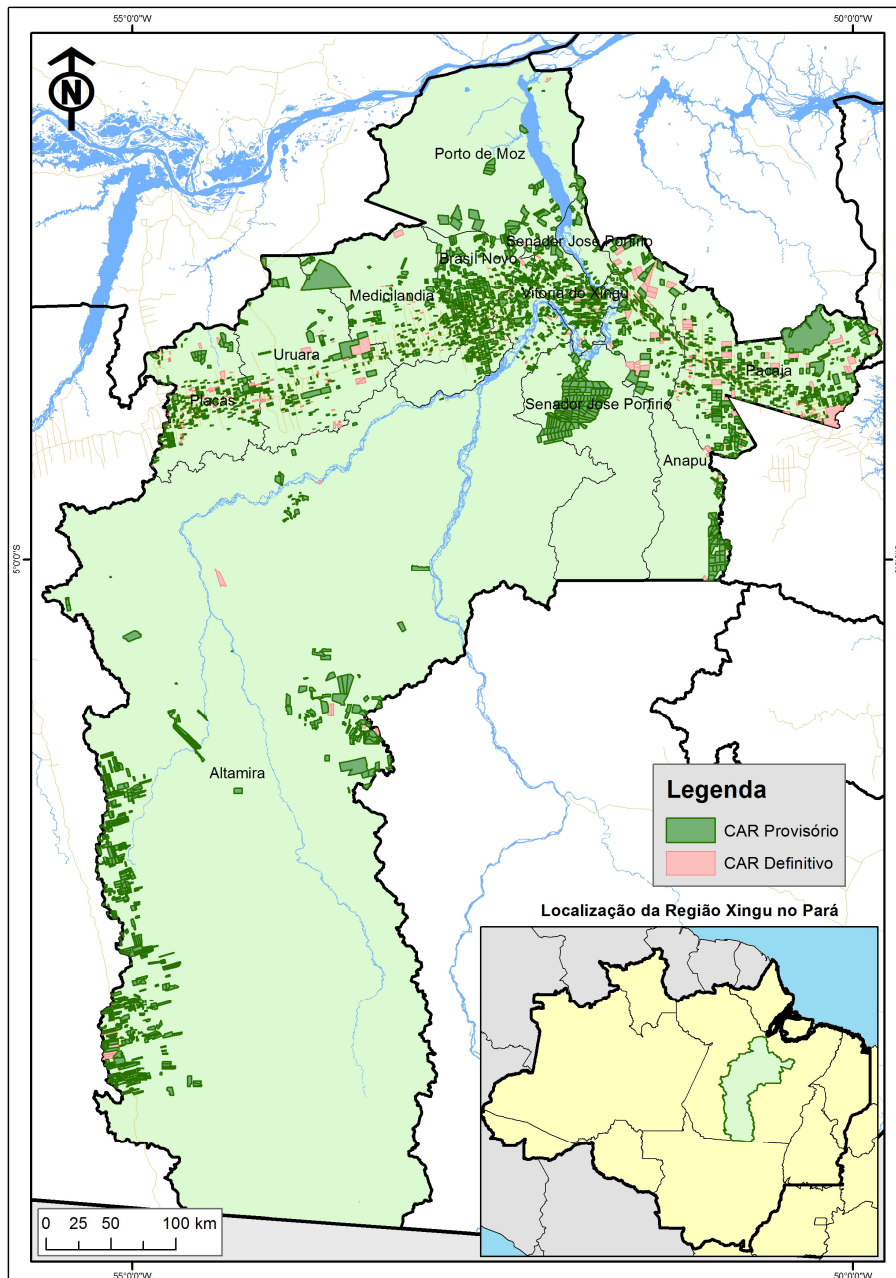 55°0'0"W
50°0'0"W
N
Porto de Moz
Senador José Porfírio
Brasil Novo
Medicilandia
Vitoria do Xingu
Uruara
Pacaja
Placas
Senador Jose Porfirio
Anapu
5°0'0"S
Altamira
Legenda
CAR Provisório
CAR Definitivo
Localização da Região Xingu no Pará
0 25 50 100 km
55°0'0"W
50°0'0"W